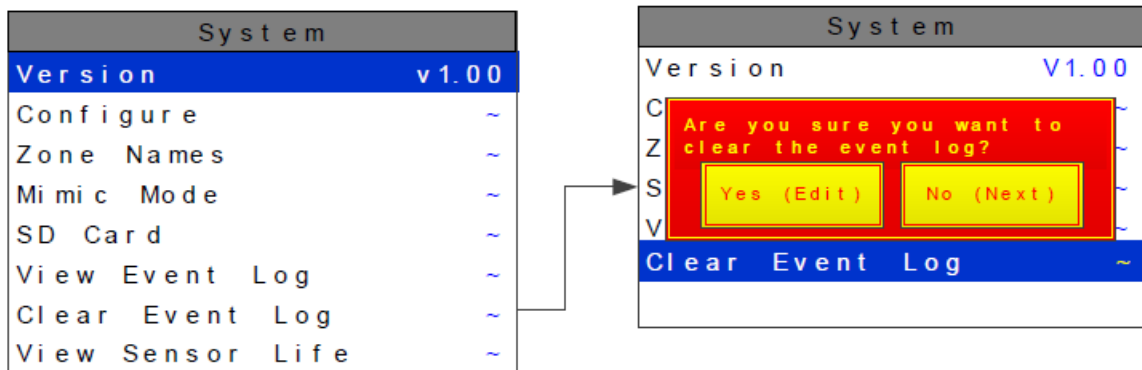 System
Version v1.00
Configure ~
Zone Names ~
Mimic Mode ~
SD Card ~
View Event Log ~
Clear Event Log ~
View Sensor Life ~
System
Version V1.00
C ~
Z ~
S ~
V ~
Are you sure you want to
clear the event log?
Yes (Edit) No (Next)
Clear Event Log ~